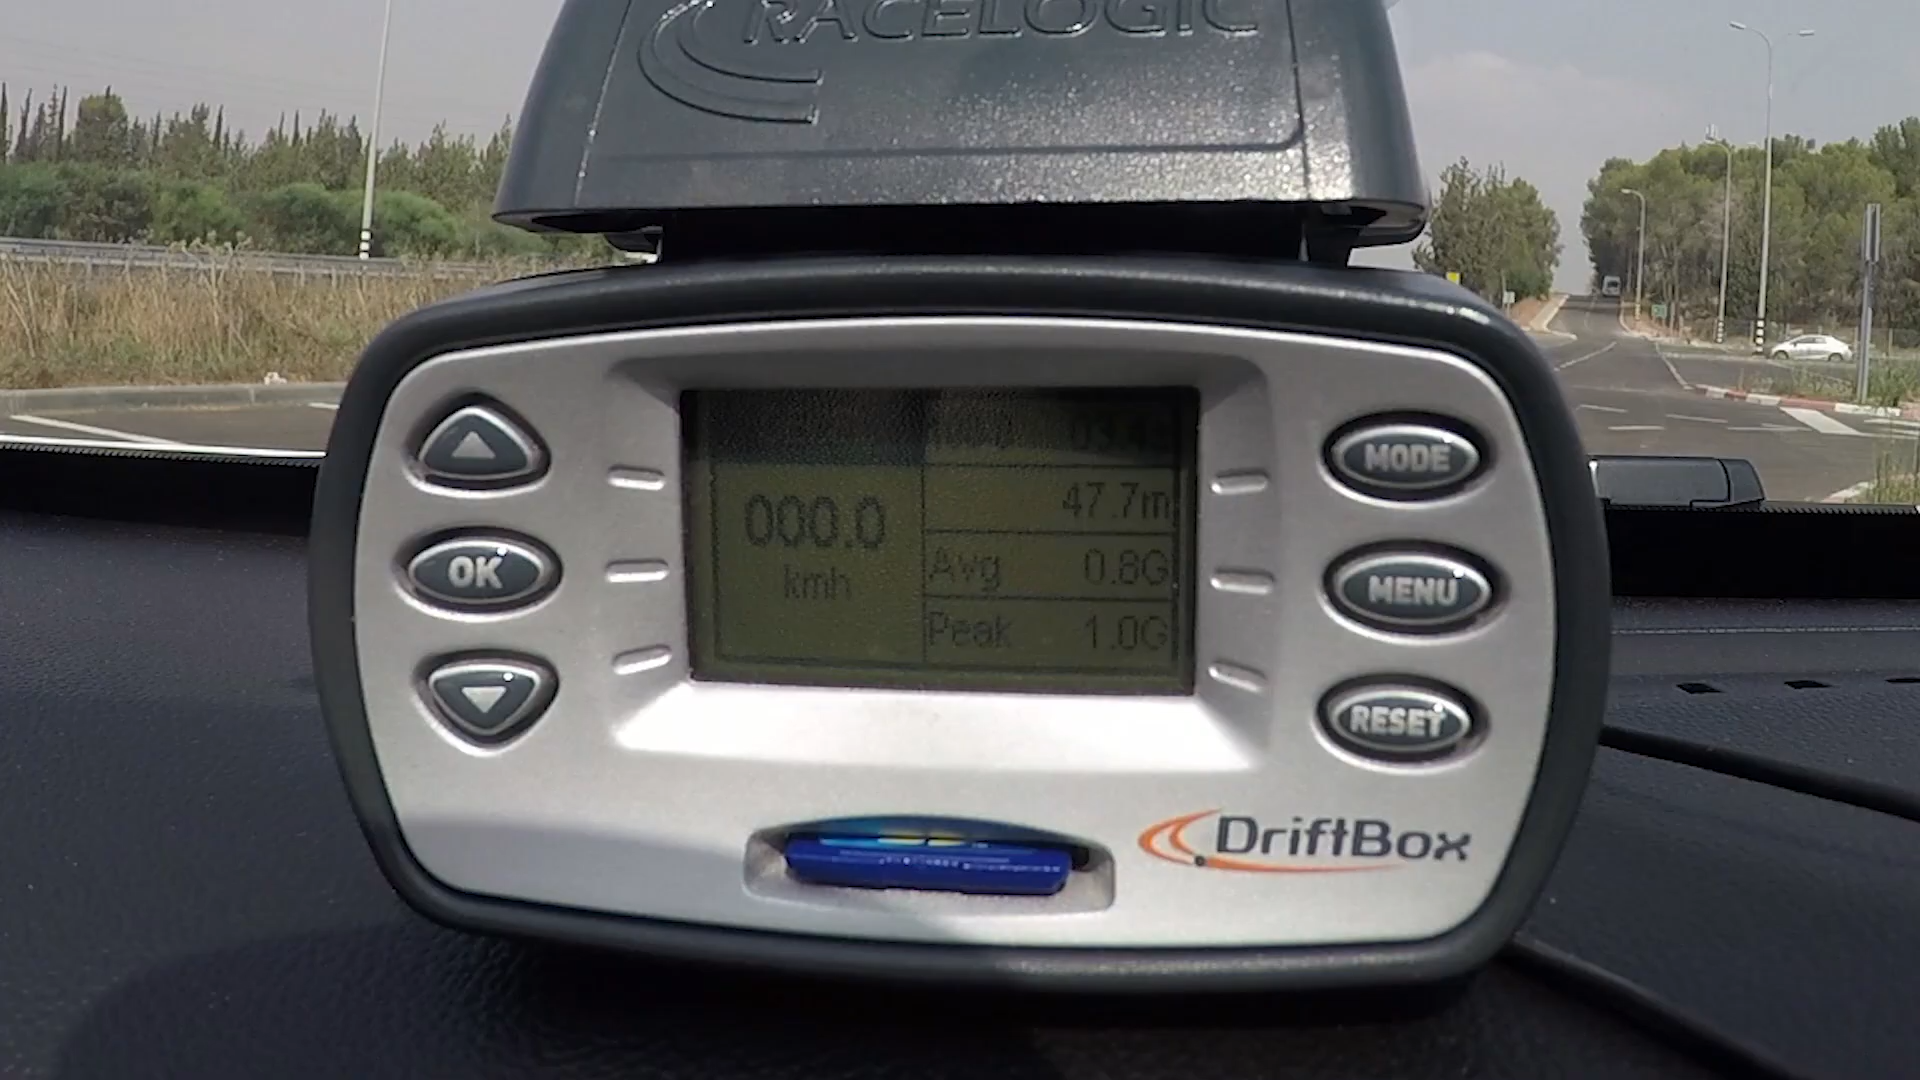 RACELOGIC
MODE
47.7m
000.0
kmh
OK
Avg 0.8G
MENU
Peak 1.0G
RESET
DriftBox